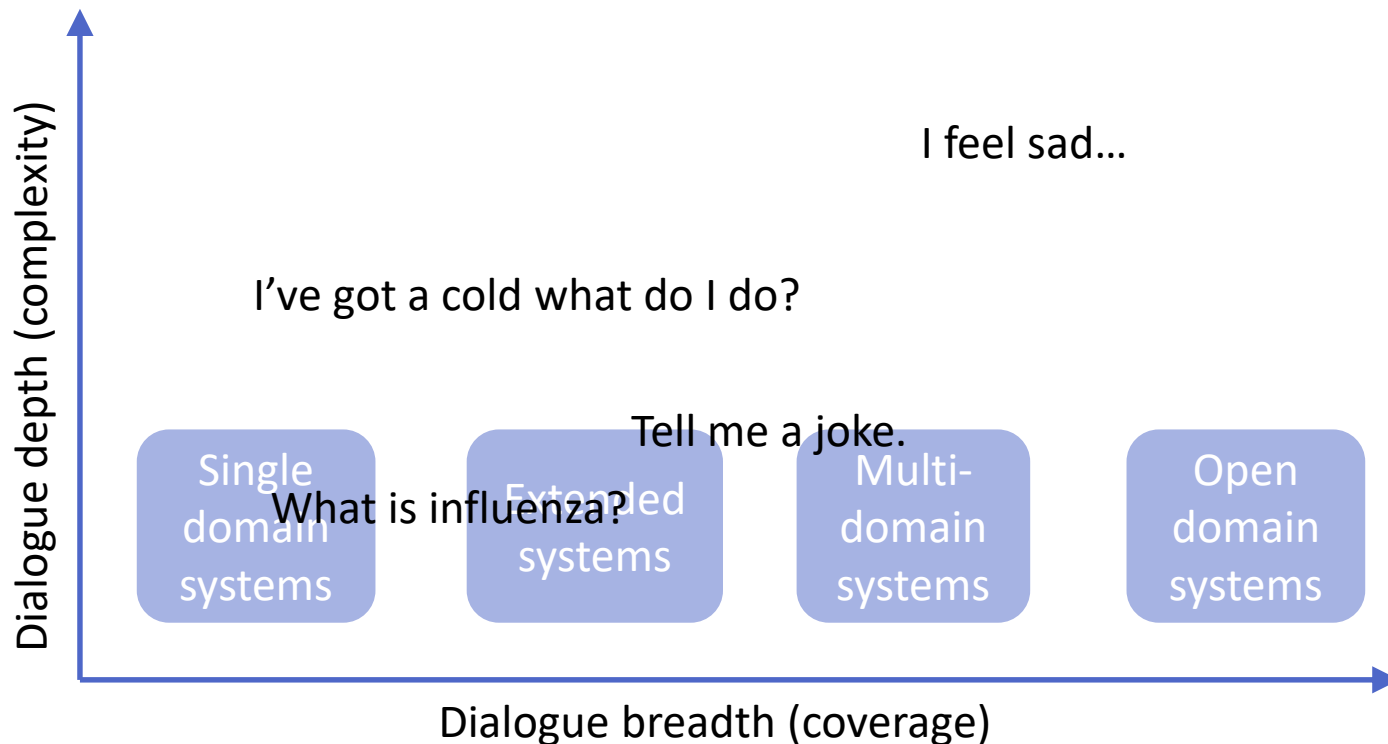 Dialogue depth (complexity)
I feel sad…
I’ve got a cold what do I do?
Tell me a joke.
What is influenza?
Single
domain
systems
Extended
systems
Multi-
domain
systems
Open
domain
systems
Dialogue breadth (coverage)